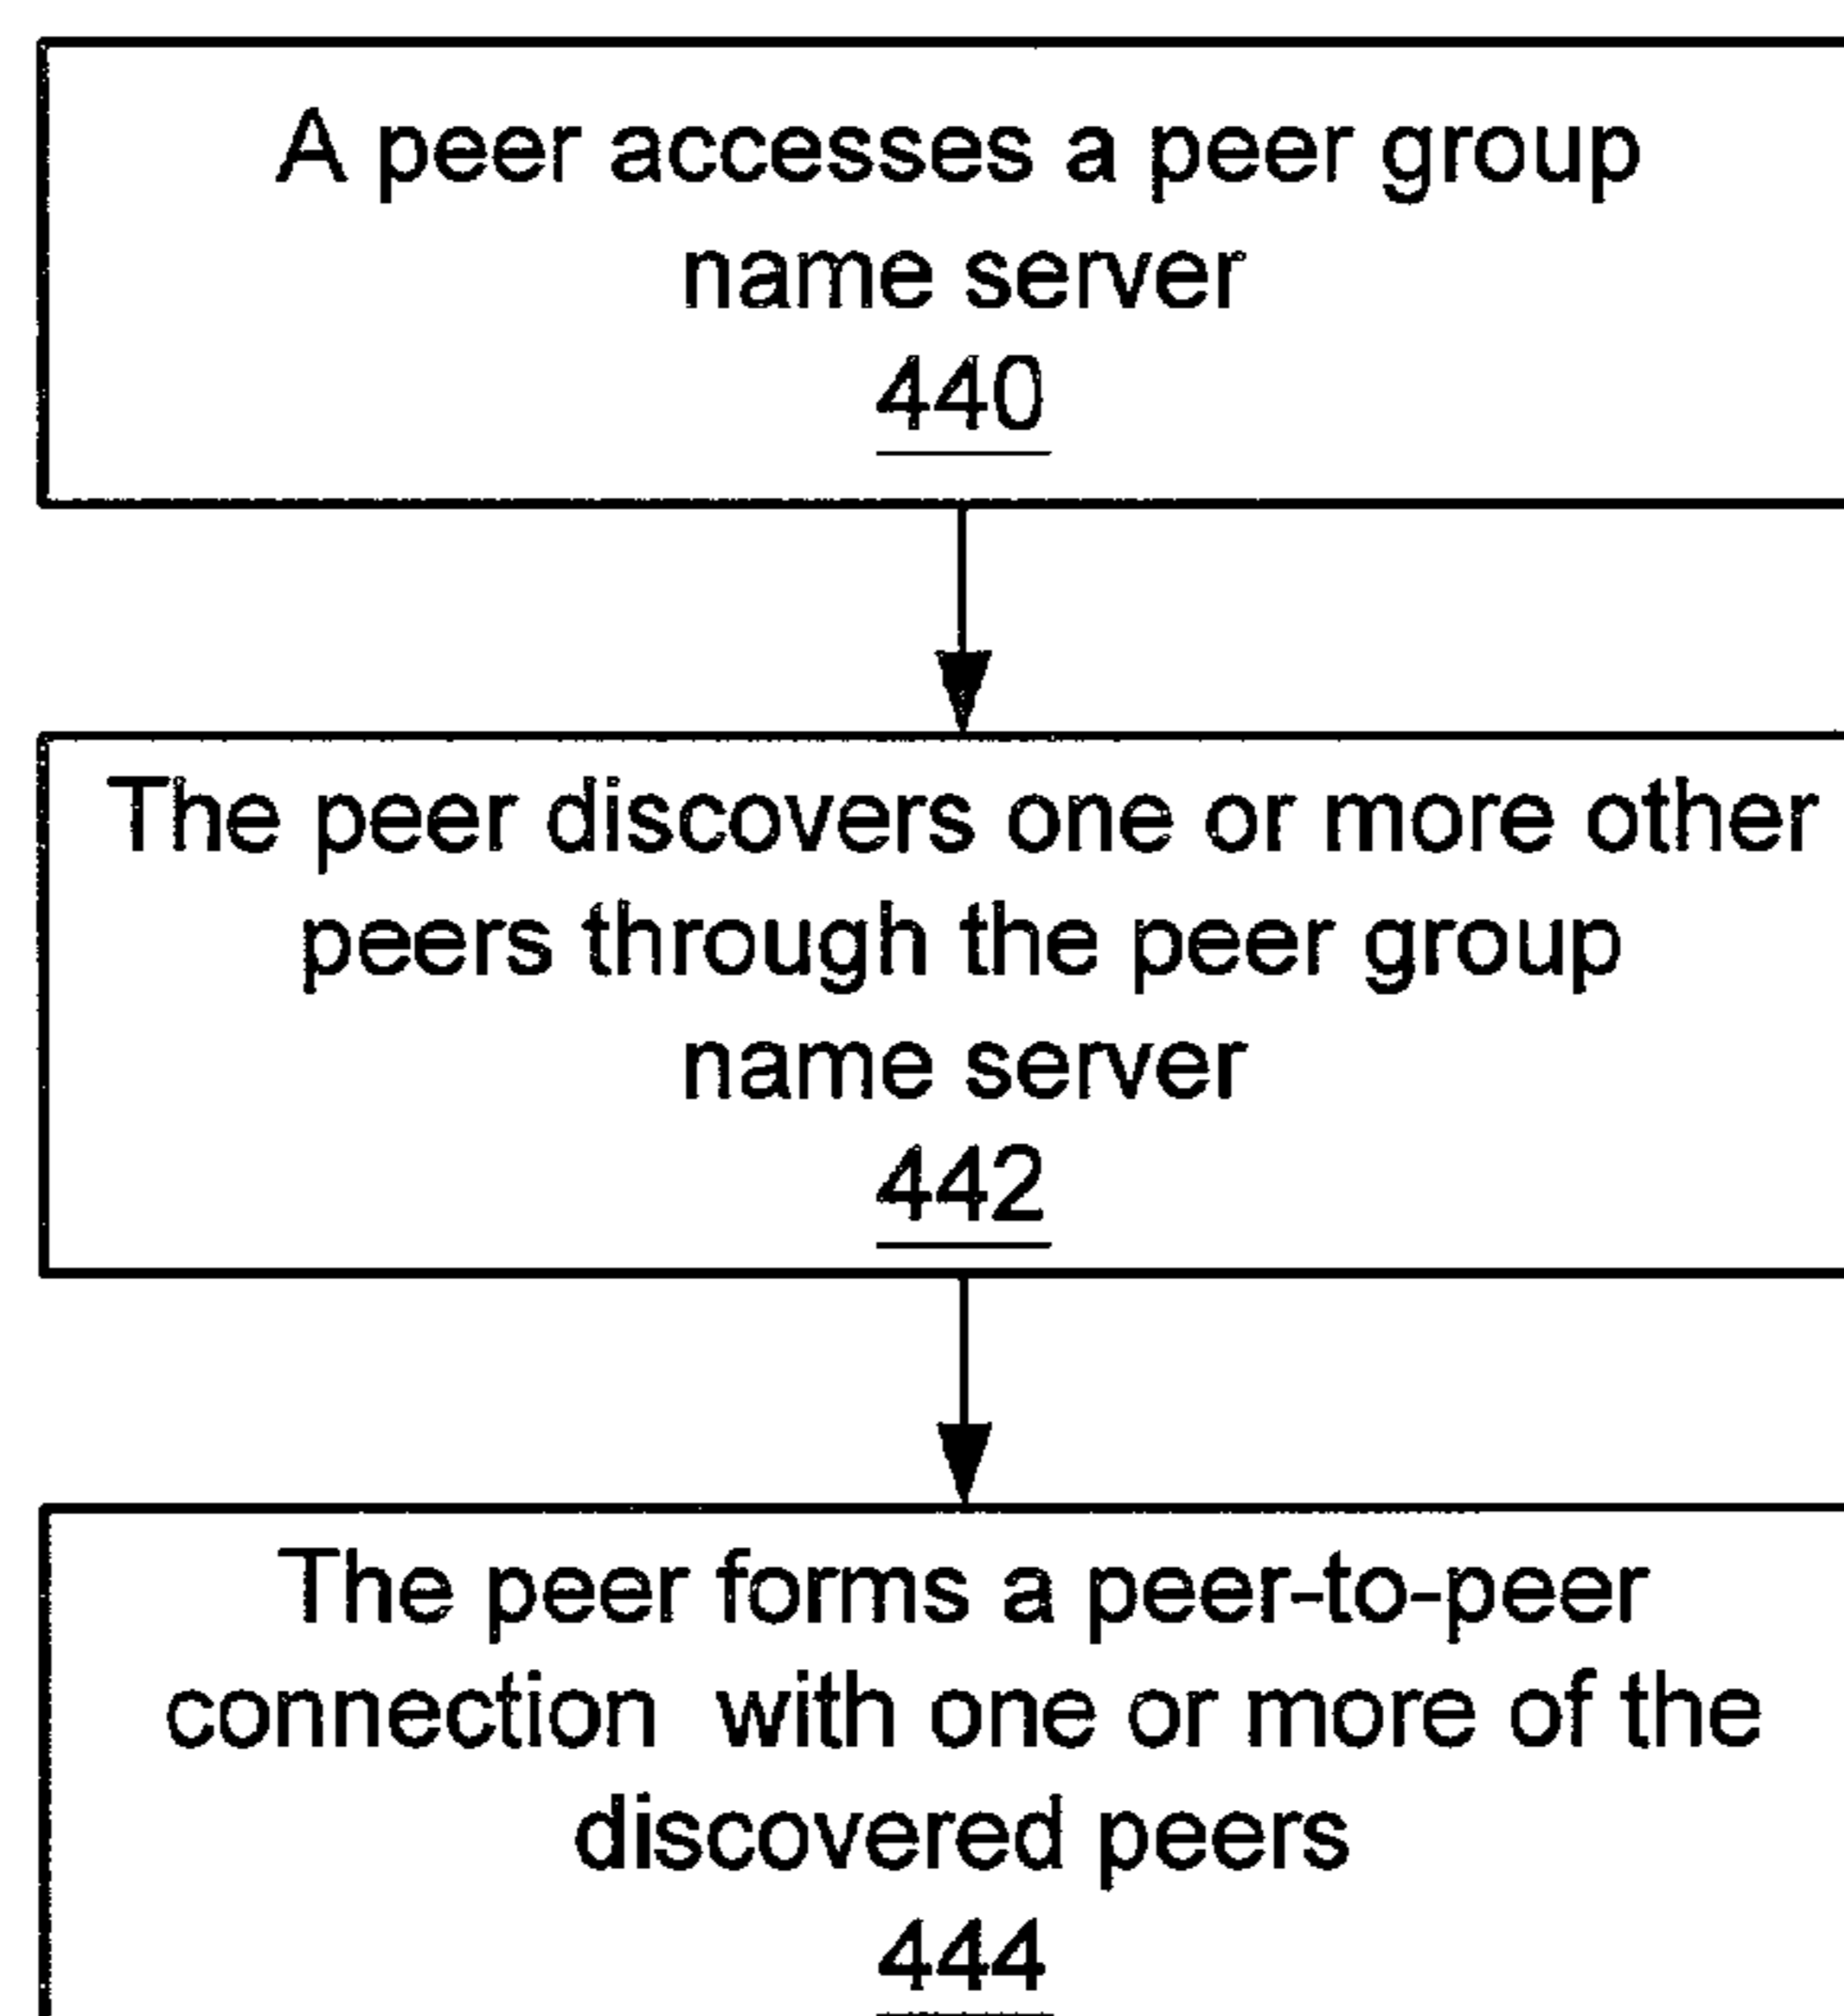 A peer accesses a peer group
name server
440
The peer discovers one or more other
peers through the peer group
name server
442
The peer forms a peer-to-peer
connection with one or more of the
discovered peers
444